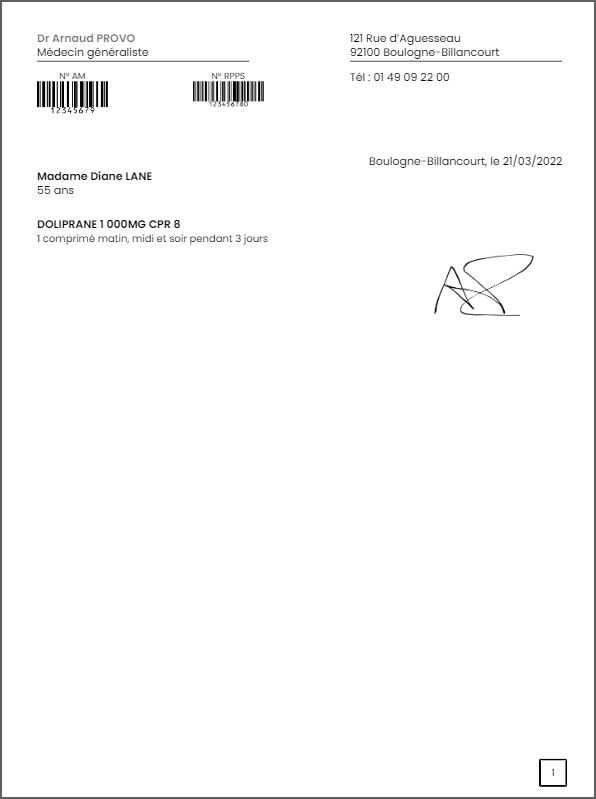 Dr Arnaud PROVO
Médecin généraliste
N° AM
12345679
N° RPPS
123456780
121 Rue d'Aguesseau
92100 Boulogne-Billancourt
Tél : 01 49 09 22 00
Boulogne-Billancourt, le 21/03/2022
Madame Diane LANE
55 ans
DOLIPRANE 1 000MG CPR 8
1 comprimé matin, midi et soir pendant 3 jours
1